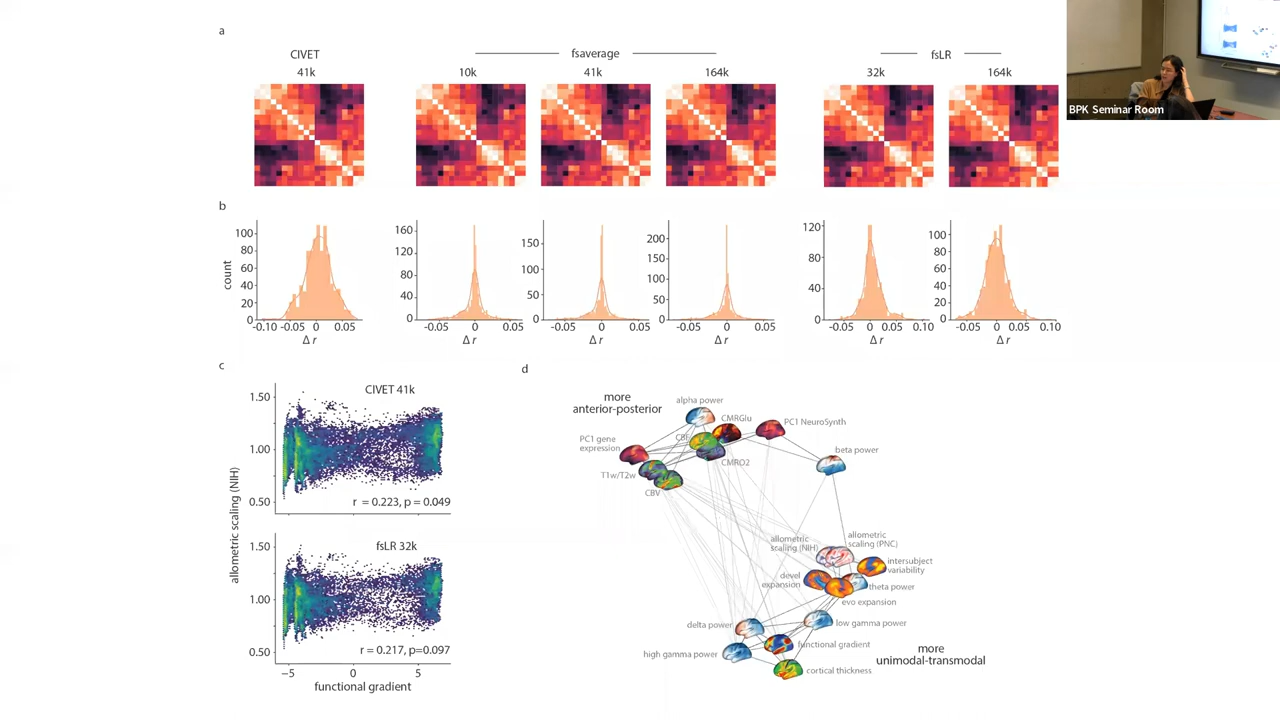 a
CIVET
41k
fsaverage
10k
41k
164k
fsLR
32k
164k
BPK Seminar Room
b
count
100
80
60
40
20
0
-0.10 -0.05 0 0.05
Δ r
160
120
80
40
0
-0.05 0 0.05
Δ r
150
100
50
0
-0.05 0 0.05
Δ r
200
150
100
50
0
-0.05 0 0.05
Δ r
120
80
40
0
-0.05 0 0.05 0.10
Δ r
100
80
60
40
20
0
-0.05 0 0.05 0.10
Δ r
c
allometric scaling (NIH)
CIVET 41k
1.50
1.00
0.50
r = 0.223, p = 0.049
fsLR 32k
1.50
1.00
0.50
r = 0.217, p=0.097
−5 0 5
functional gradient
d
more
anterior-posterior
alpha power
CMRGlu
PC1 NeuroSynth
PC1 gene
expression
CMRO2
beta power
T1w/T2w
CBV
allometric
scaling (NIH)
allometric
scaling (PNC)
intersubject
variability
devel
expansion
theta power
evo expansion
delta power
low gamma power
high gamma power
functional gradient
cortical thickness
more
unimodal-transmodal